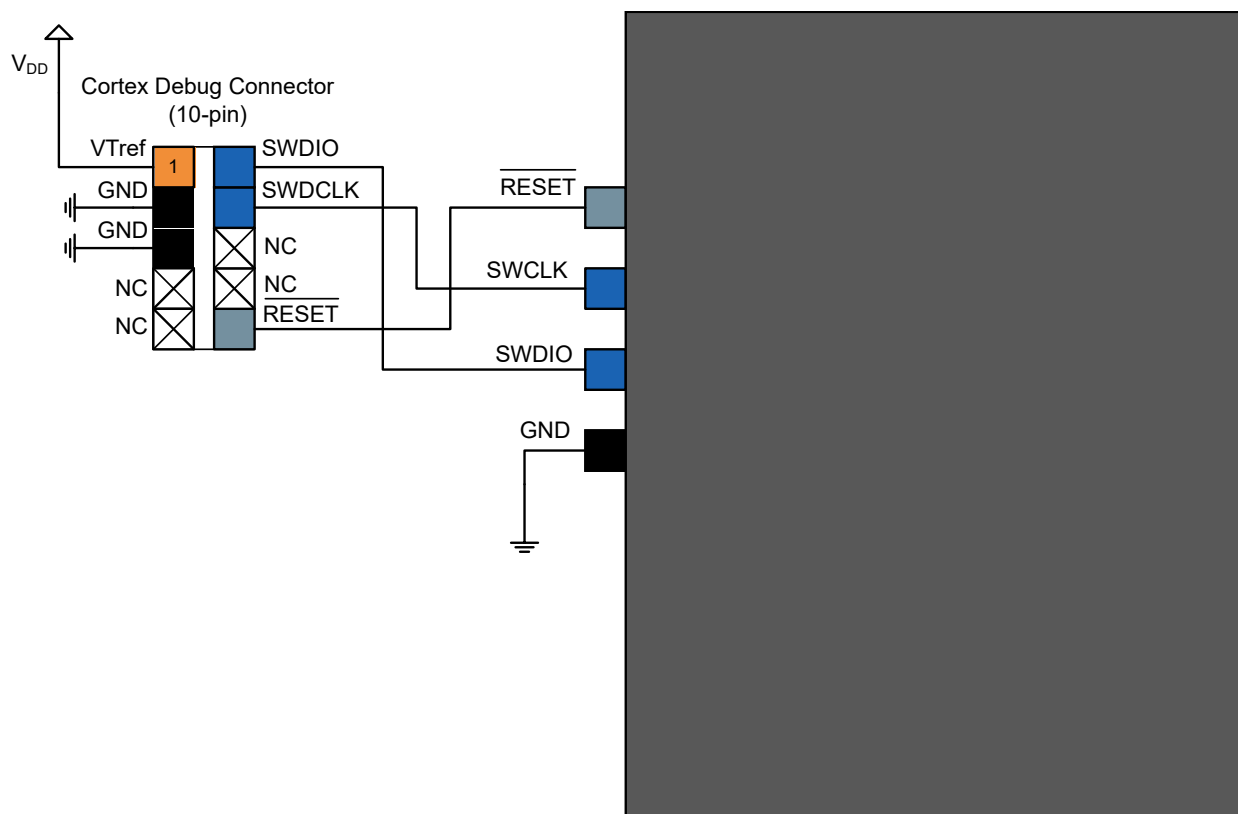 VDD
Cortex Debug Connector
(10-pin)
VTref
1
SWDIO
GND
SWDCLK
GND
NC
NC
NC
NC
RESET
RESET
SWCLK
SWDIO
GND